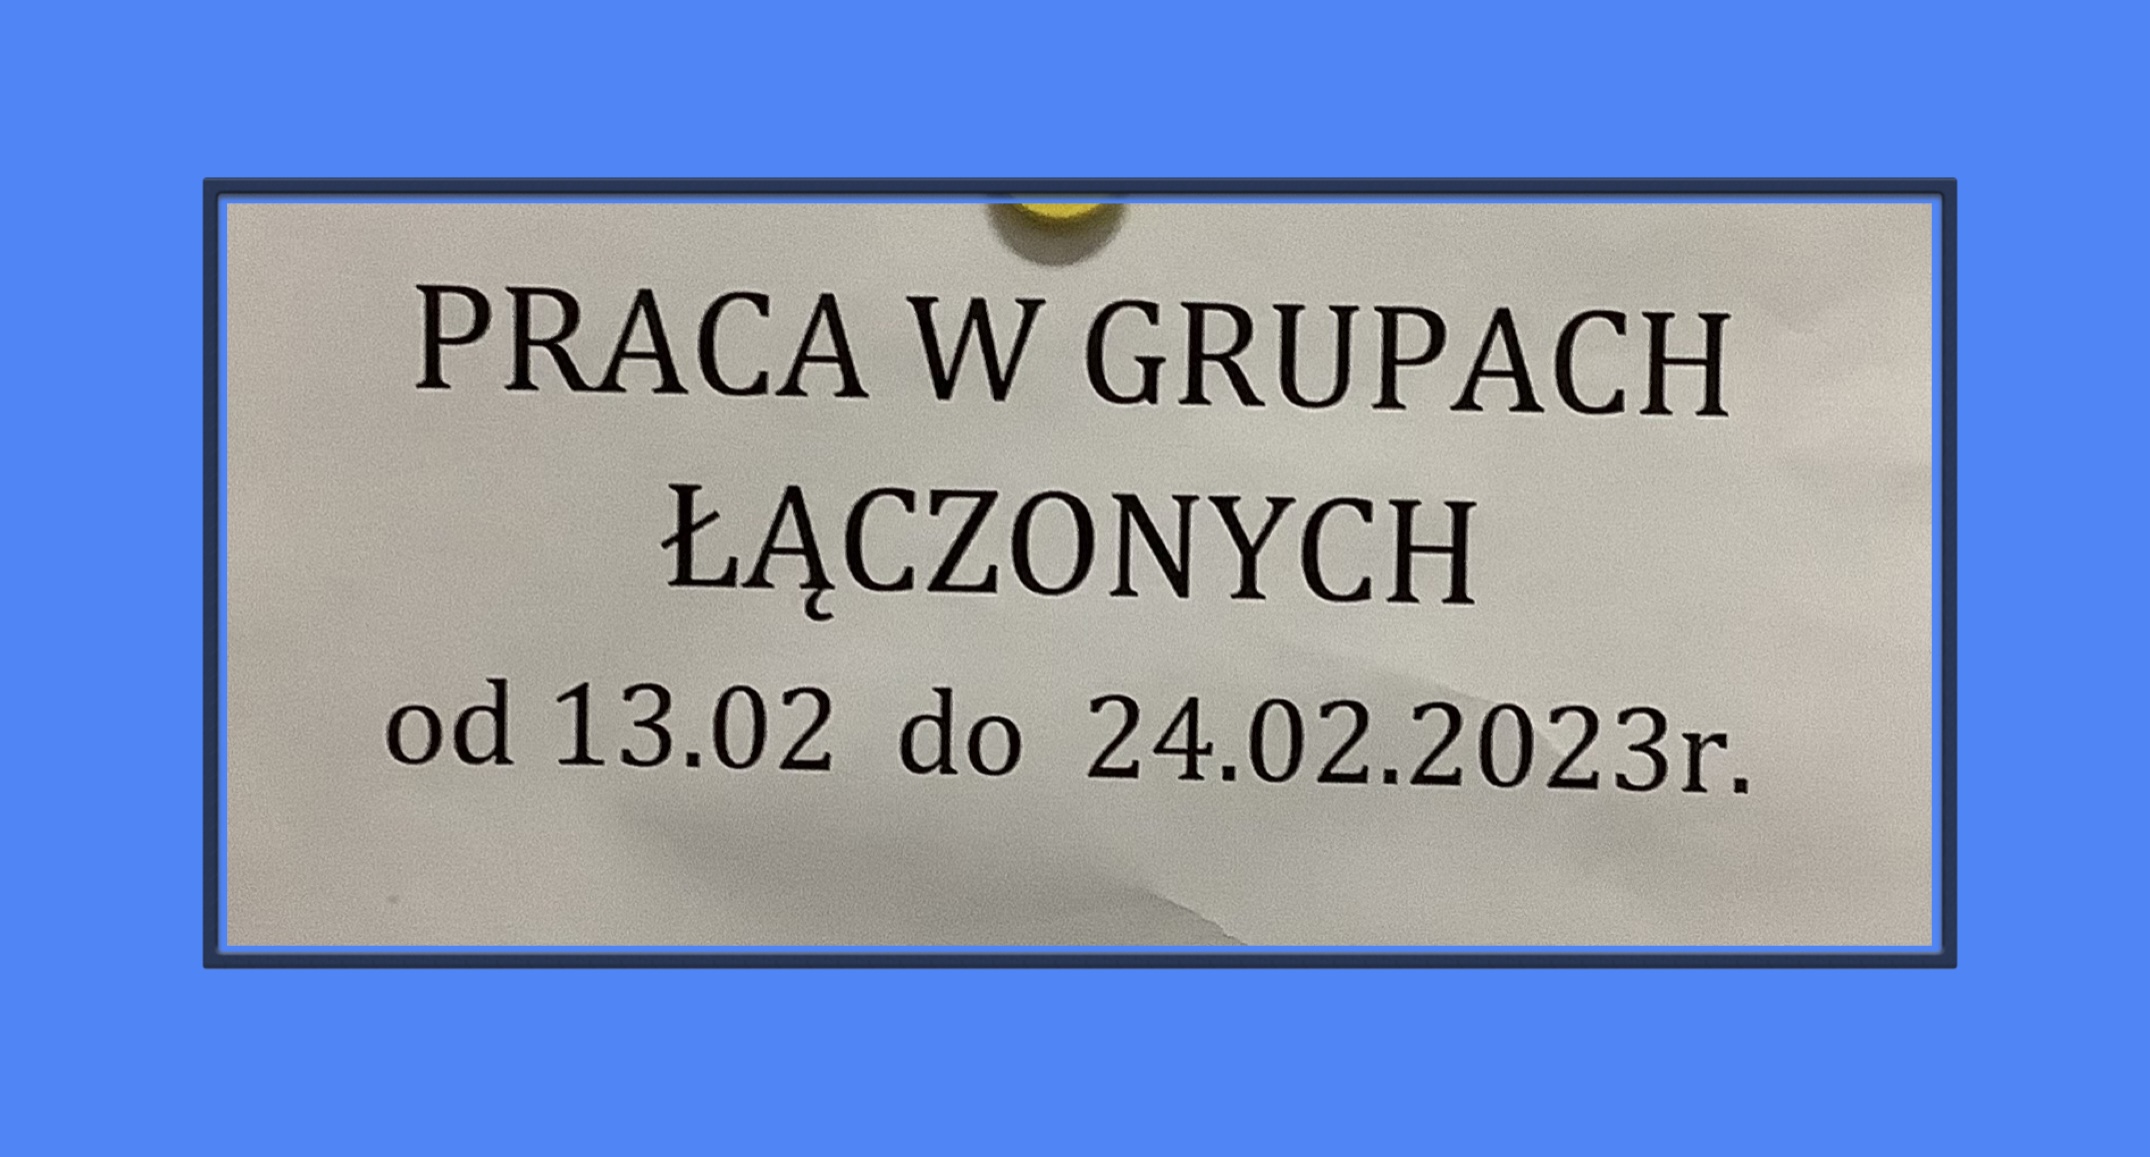 PRACA W GRUPACH
ŁĄCZONYCH
od 13.02 do 24.02.2023r.